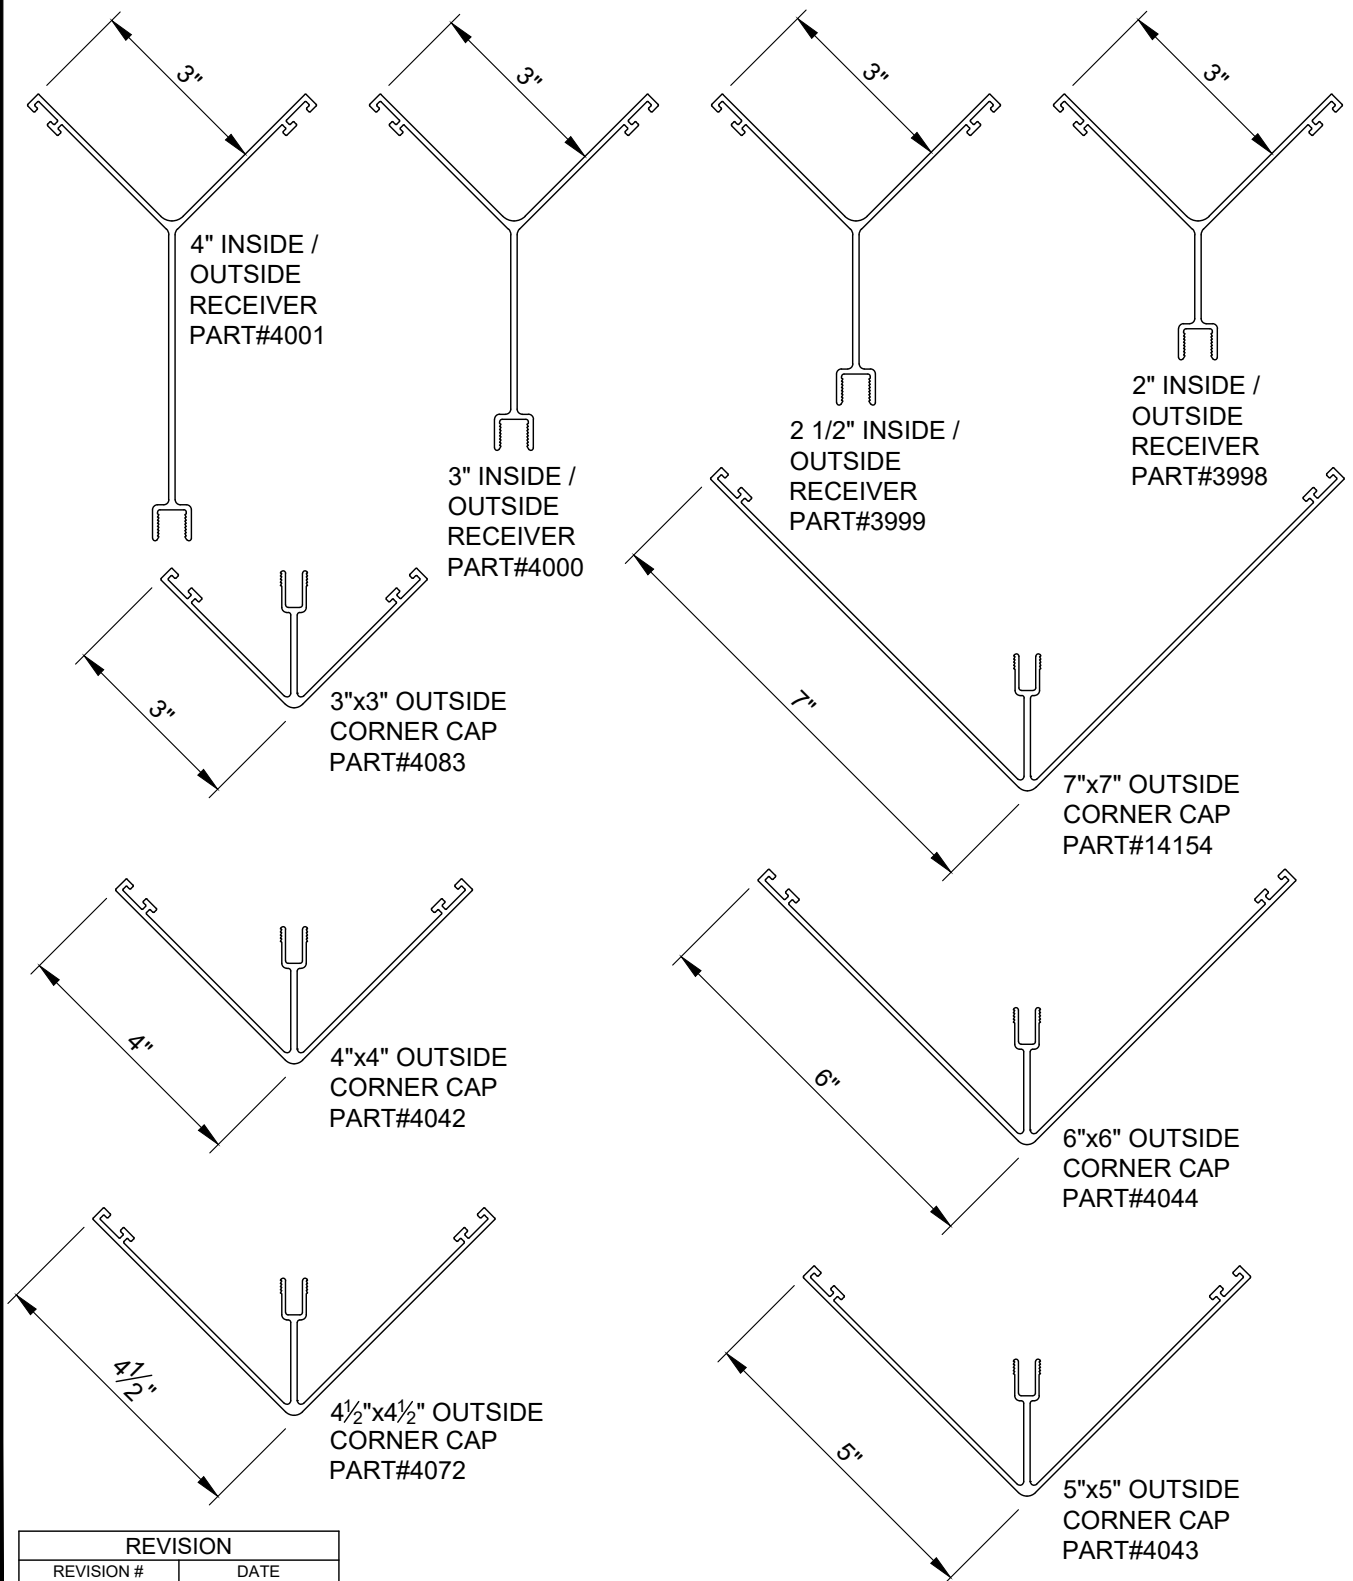 3"
3"
3"
3"
4" INSIDE /
OUTSIDE
RECEIVER
PART#4001
3" INSIDE /
OUTSIDE
RECEIVER
PART#4000
2 1/2" INSIDE /
OUTSIDE
RECEIVER
PART#3999
2" INSIDE /
OUTSIDE
RECEIVER
PART#3998
3"
3"x3" OUTSIDE
CORNER CAP
PART#4083
7"
7"x7" OUTSIDE
CORNER CAP
PART#14154
4"
4"x4" OUTSIDE
CORNER CAP
PART#4042
6"
6"x6" OUTSIDE
CORNER CAP
PART#4044
4 1/2"
4½"x4½" OUTSIDE
CORNER CAP
PART#4072
5"
5"x5" OUTSIDE
CORNER CAP
PART#4043
REVISION
REVISION # DATE